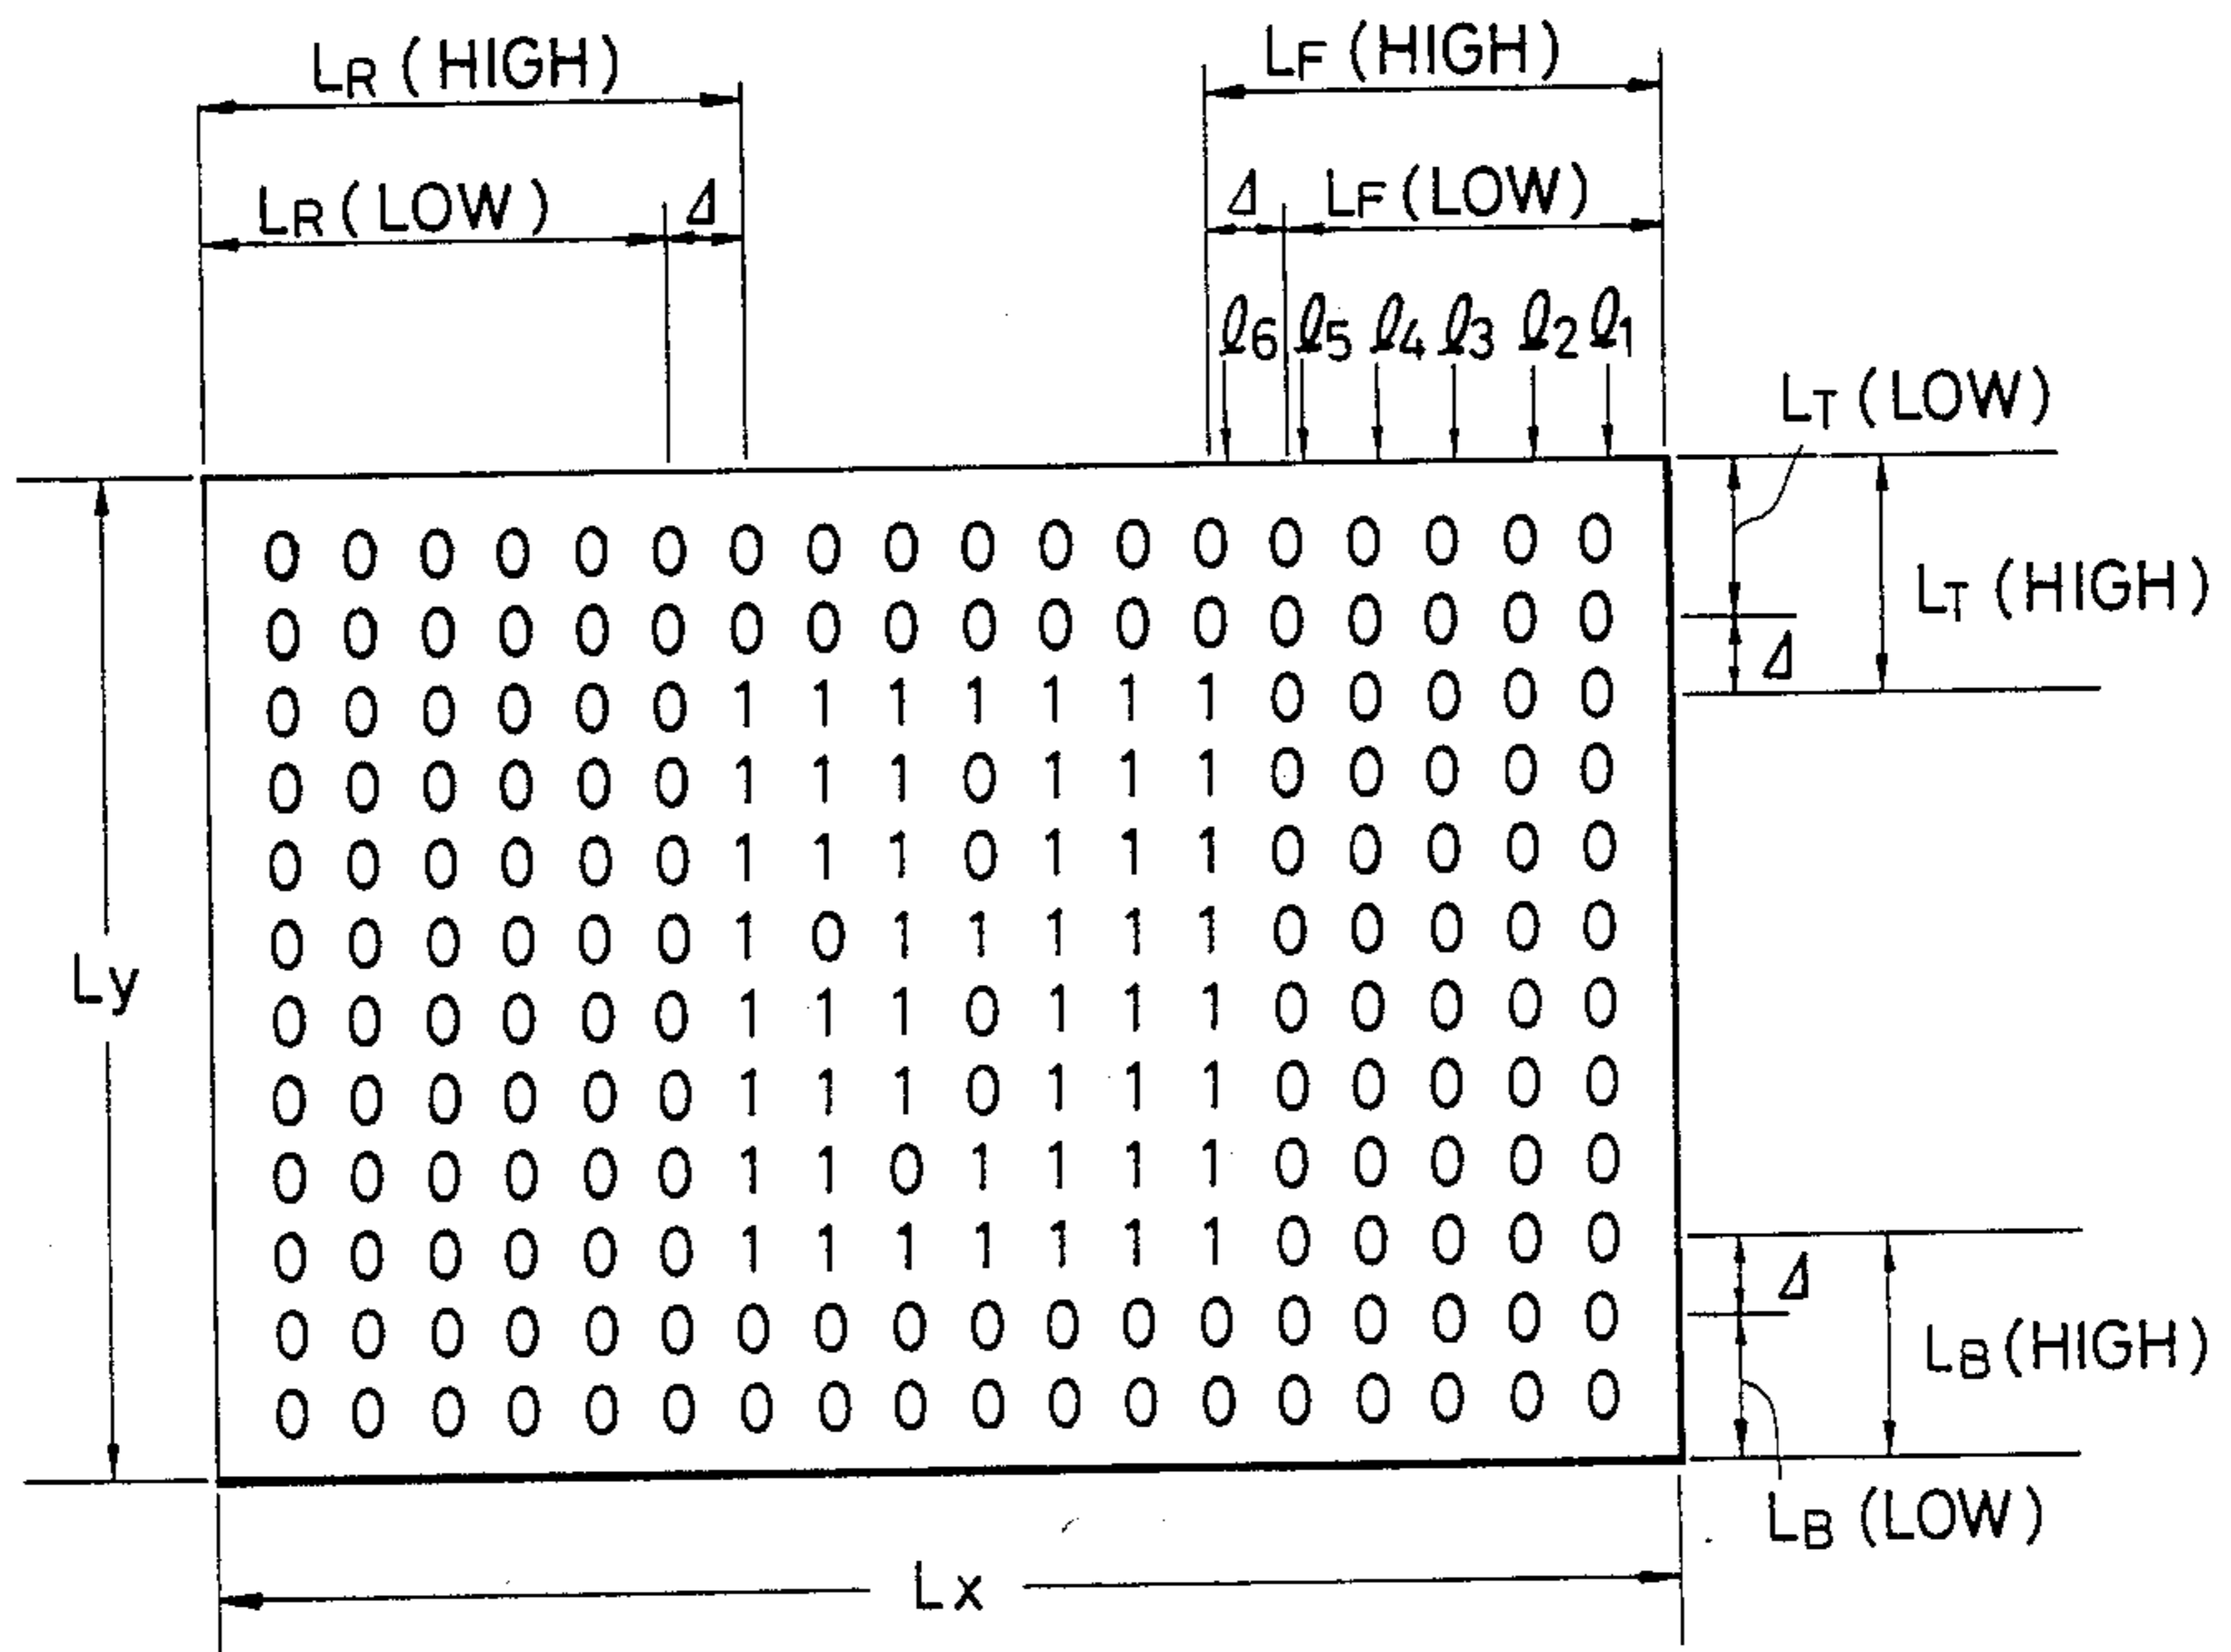 LR (HIGH)
LF (HIGH)
LR (LOW) Δ
Δ LF (LOW)
ℓ6 ℓ5 ℓ4 ℓ3 ℓ2 ℓ1
LT (LOW)
LT (HIGH)
Δ
0 0 0 0 0 0 0 0 0 0 0 0 0 0 0 0 0 0
0 0 0 0 0 0 0 0 0 0 0 0 0 0 0 0 0 0
0 0 0 0 0 0 1 1 1 1 1 1 1 0 0 0 0 0
0 0 0 0 0 0 1 1 1 0 1 1 1 0 0 0 0 0
0 0 0 0 0 0 1 1 1 0 1 1 1 0 0 0 0 0
0 0 0 0 0 0 1 0 1 1 1 1 1 0 0 0 0 0
0 0 0 0 0 0 1 1 1 0 1 1 1 0 0 0 0 0
0 0 0 0 0 0 1 1 1 0 1 1 1 0 0 0 0 0
0 0 0 0 0 0 1 1 0 1 1 1 1 0 0 0 0 0
0 0 0 0 0 0 1 1 1 1 1 1 1 0 0 0 0 0
0 0 0 0 0 0 0 0 0 0 0 0 0 0 0 0 0 0
0 0 0 0 0 0 0 0 0 0 0 0 0 0 0 0 0 0
Ly
Δ
LB (HIGH)
LB (LOW)
Lx